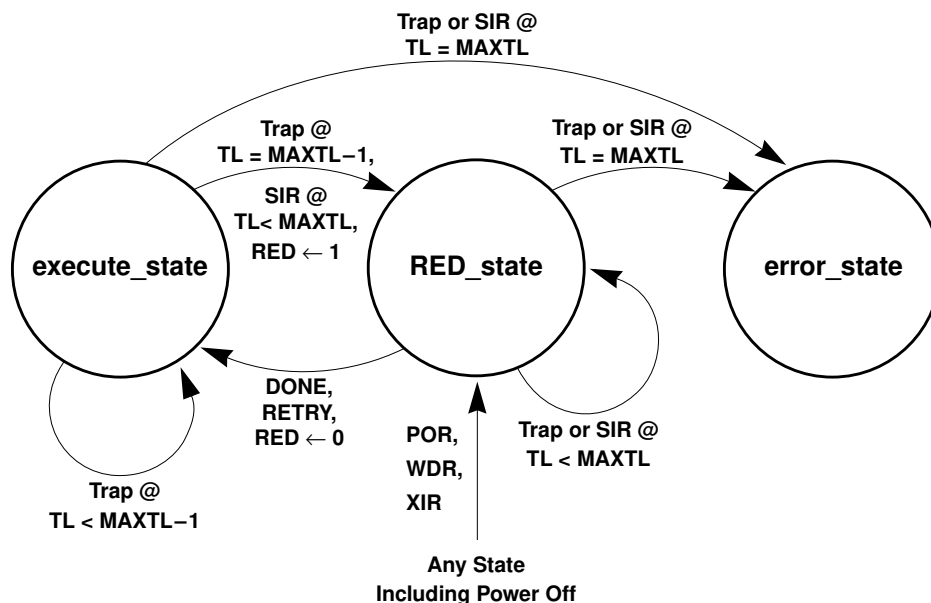 Trap or SIR @
TL = MAXTL
Trap @
TL = MAXTL–1,
SIR @
TL< MAXTL,
RED ← 1
Trap or SIR @
TL = MAXTL
execute_state
RED_state
error_state
DONE,
RETRY,
RED ← 0
Trap @
TL < MAXTL–1
POR,
WDR,
XIR
Trap or SIR @
TL < MAXTL
Any State
Including Power Off